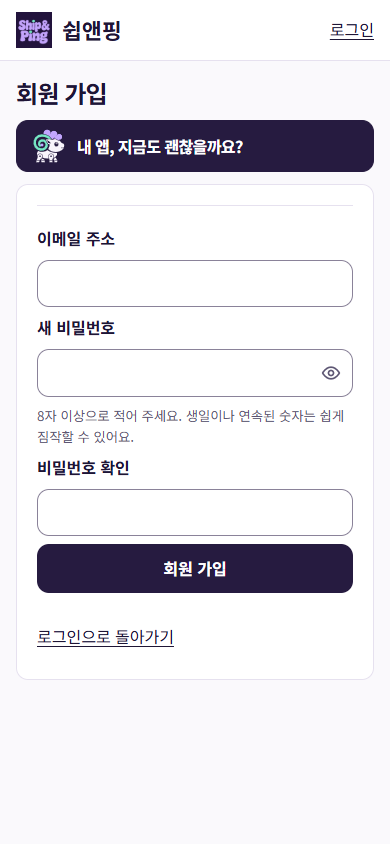 Ship&
Ping
쉽앤핑
로그인
회원 가입
내 앱, 지금도 괜찮을까요?
이메일 주소
새 비밀번호
8자 이상으로 적어 주세요. 생일이나 연속된 숫자는 쉽게
짐작할 수 있어요.
비밀번호 확인
회원 가입
로그인으로 돌아가기